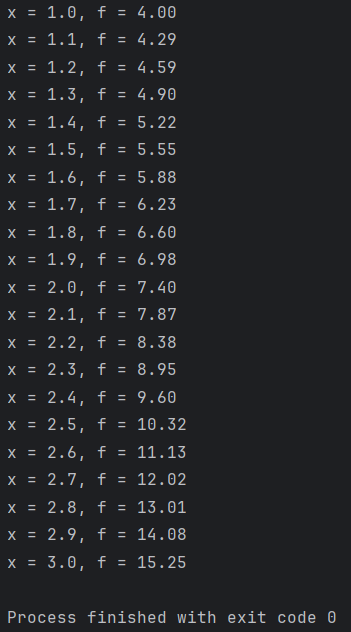 x = 1.0, f = 4.00
x = 1.1, f = 4.29
x = 1.2, f = 4.59
x = 1.3, f = 4.90
x = 1.4, f = 5.22
x = 1.5, f = 5.55
x = 1.6, f = 5.88
x = 1.7, f = 6.23
x = 1.8, f = 6.60
x = 1.9, f = 6.98
x = 2.0, f = 7.40
x = 2.1, f = 7.87
x = 2.2, f = 8.38
x = 2.3, f = 8.95
x = 2.4, f = 9.60
x = 2.5, f = 10.32
x = 2.6, f = 11.13
x = 2.7, f = 12.02
x = 2.8, f = 13.01
x = 2.9, f = 14.08
x = 3.0, f = 15.25
Process finished with exit code 0